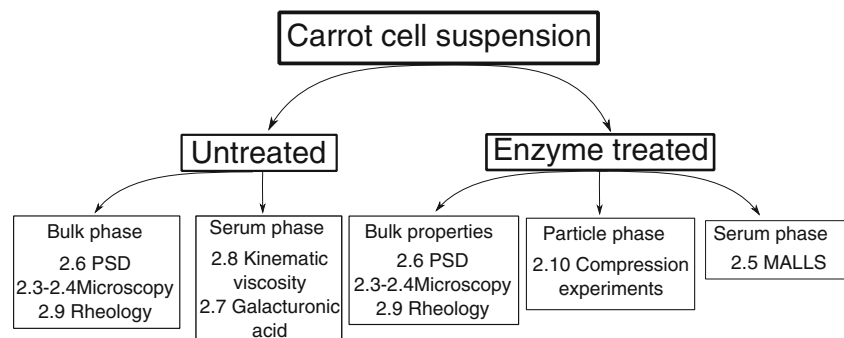 Carrot cell suspension
Untreated
Enzyme treated
Bulk phase
2.6 PSD
2.3-2.4Microscopy
2.9 Rheology
Serum phase
2.8 Kinematic
viscosity
2.7 Galacturonic
acid
Bulk properties
2.6 PSD
2.3-2.4Microscopy
2.9 Rheology
Particle phase
2.10 Compression
experiments
Serum phase
2.5 MALLS